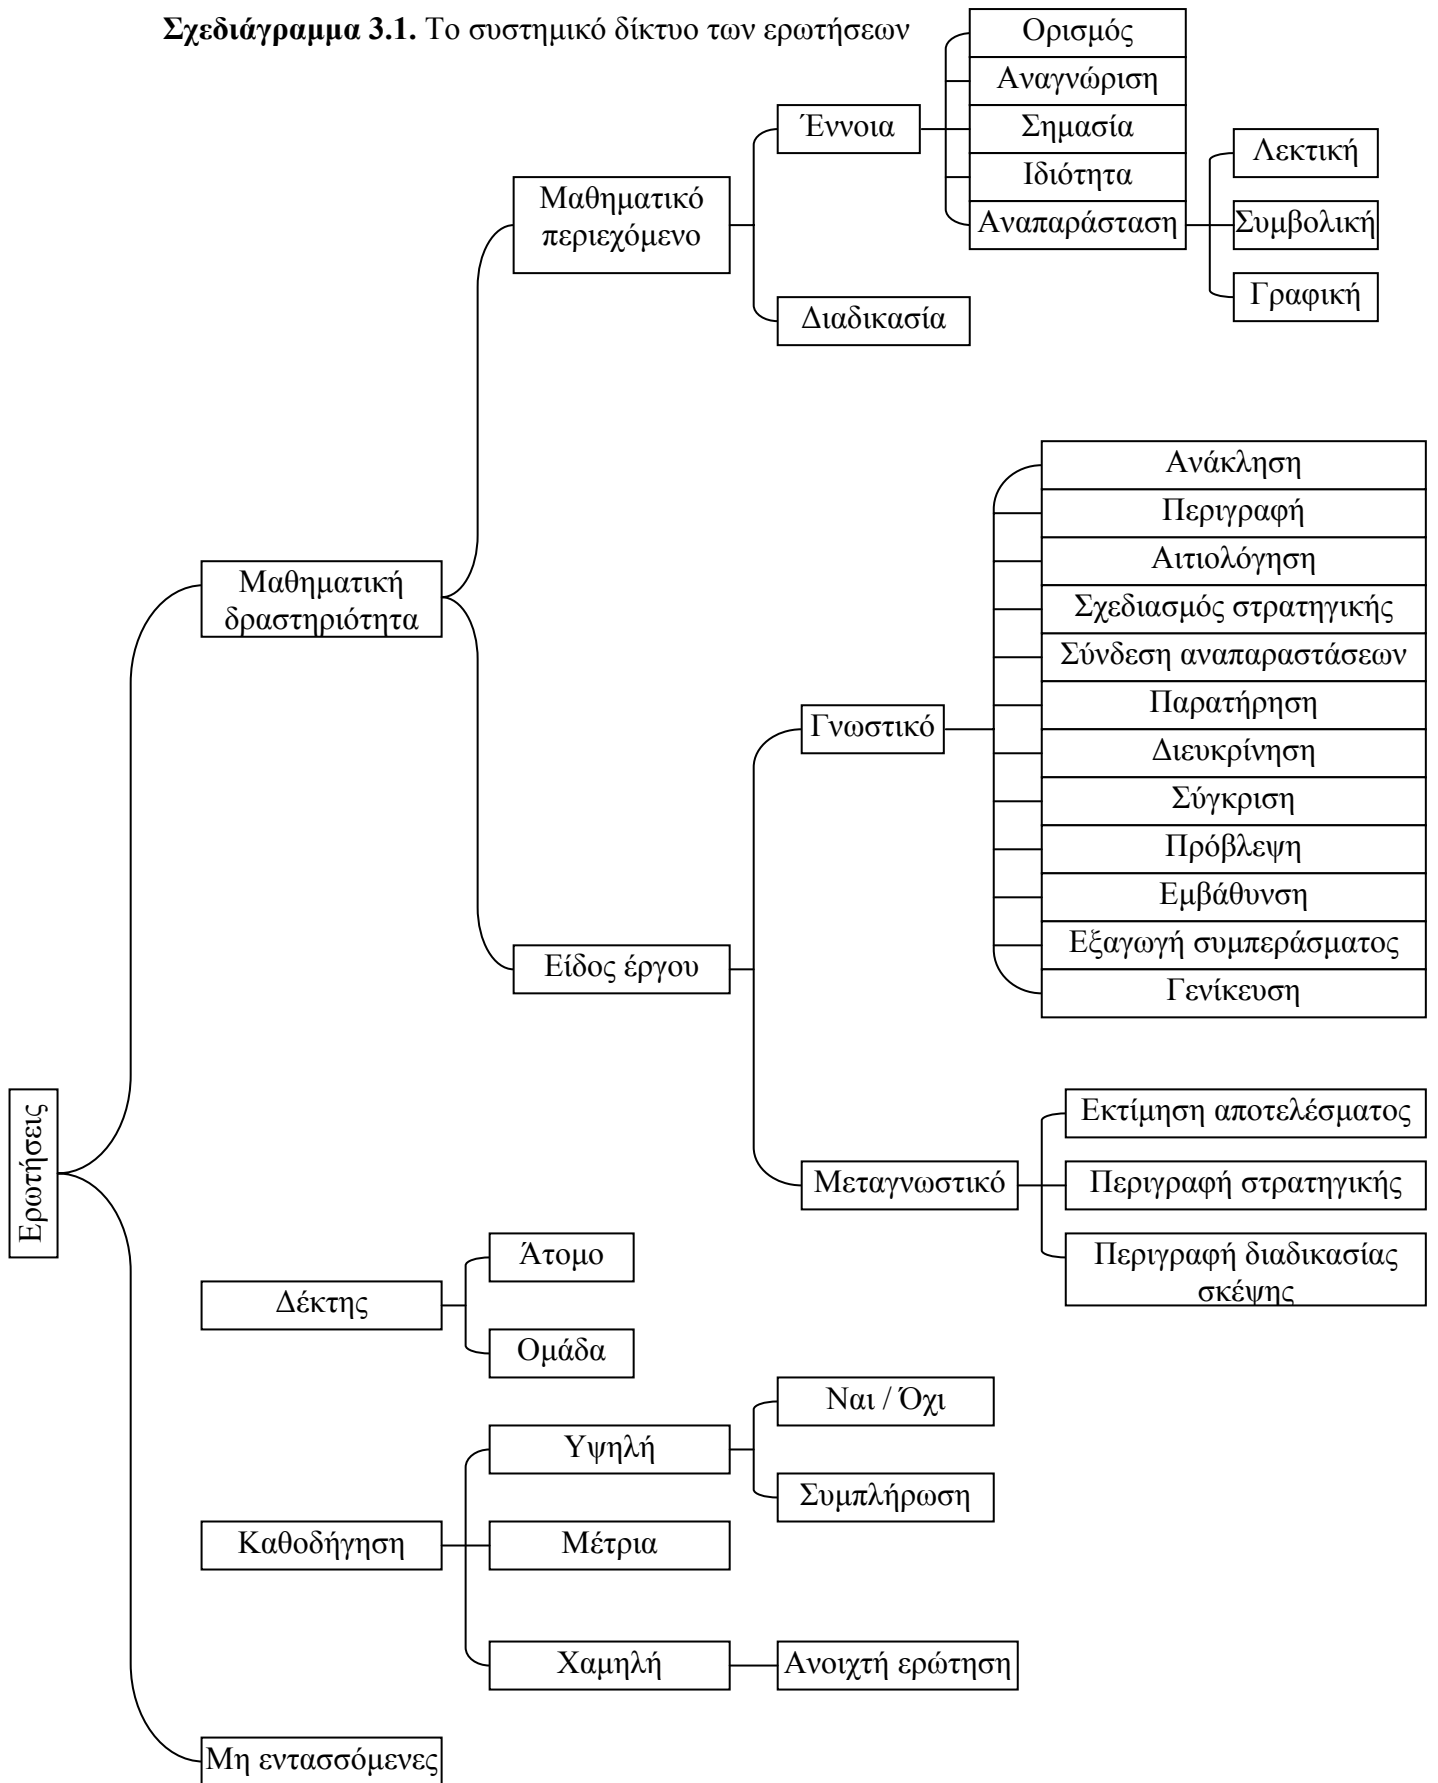 Σχεδιάγραμμα 3.1. Το συστημικό δίκτυο των ερωτήσεων
Ορισμός
Αναγνώριση
Σημασία
Ιδιότητα
Αναπαράσταση
Έννοια
Λεκτική
Συμβολική
Γραφική
Μαθηματικό
περιεχόμενο
Διαδικασία
Ανάκληση
Περιγραφή
Αιτιολόγηση
Σχεδιασμός στρατηγικής
Σύνδεση αναπαραστάσεων
Παρατήρηση
Διευκρίνηση
Σύγκριση
Πρόβλεψη
Εμβάθυνση
Εξαγωγή συμπεράσματος
Γενίκευση
Μαθηματική
δραστηριότητα
Γνωστικό
Είδος έργου
Ερωτήσεις
Εκτίμηση αποτελέσματος
Μεταγνωστικό
Περιγραφή στρατηγικής
Περιγραφή διαδικασίας
σκέψης
Άτομο
Δέκτης
Ομάδα
Ναι / Όχι
Υψηλή
Συμπλήρωση
Καθοδήγηση
Μέτρια
Χαμηλή
Ανοιχτή ερώτηση
Μη εντασσόμενες